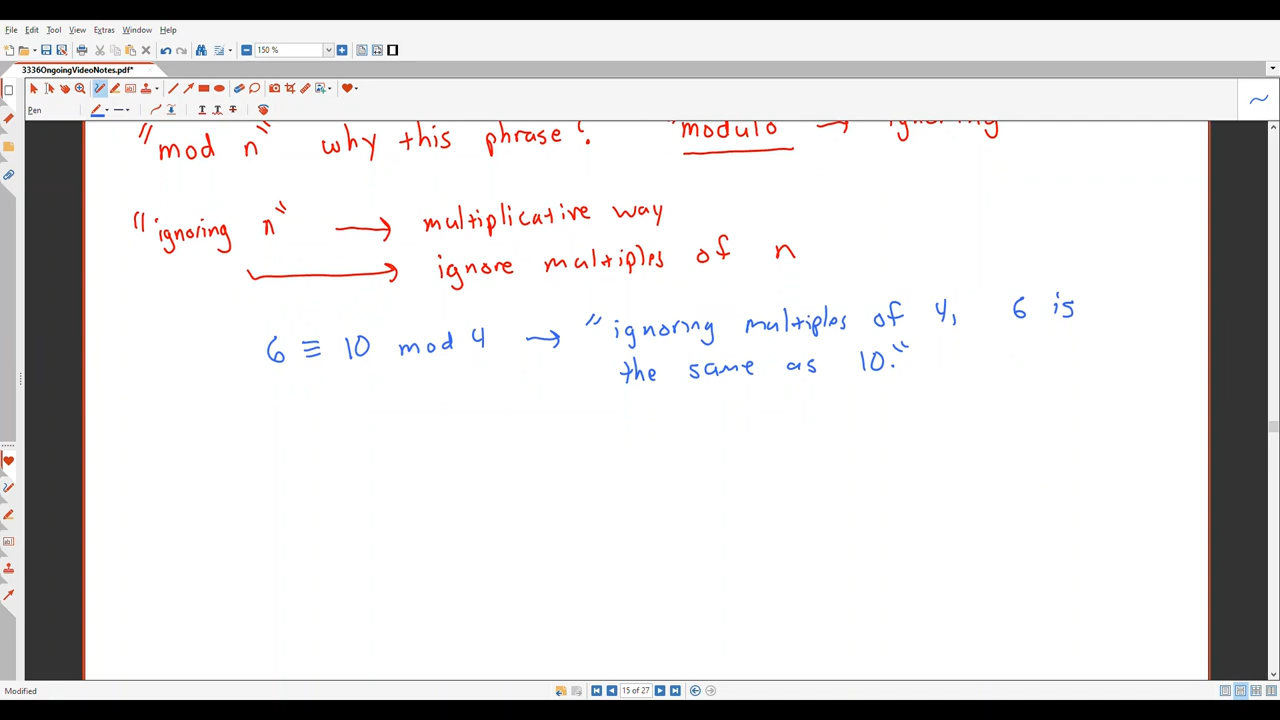 File Edit Tool View Extras Window Help
150 %
3336OngoingVideoNotes.pdf*
Pen
"mod n" why this phrase? "modulo → ignoring
"ignoring n" → multiplicative way
→ ignore multiples of n
6 ≡ 10 mod 4 → "ignoring multiples of 4, 6 is
the same as 10."
Modified 15 of 27